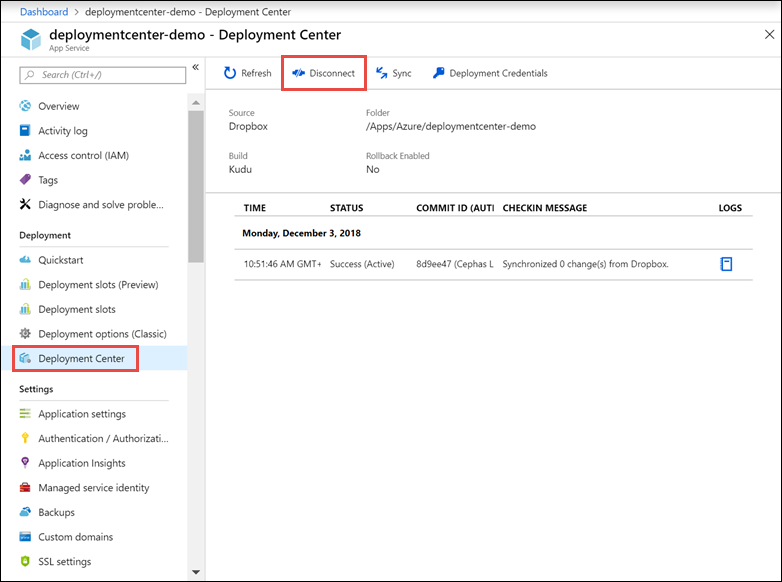 Dashboard > deploymentcenter-demo - Deployment Center
deploymentcenter-demo - Deployment Center
App Service
Search (Ctrl+/)
Overview
Activity log
Access control (IAM)
Tags
Diagnose and solve proble...
Deployment
Quickstart
Deployment slots (Preview)
Deployment slots
Deployment options (Classic)
Deployment Center
Settings
Application settings
Authentication / Authorizati...
Application Insights
Managed service identity
Backups
Custom domains
SSL settings
Refresh Disconnect Sync Deployment Credentials
Source Folder
Dropbox /Apps/Azure/deploymentcenter-demo
Build Rollback Enabled
Kudu No
TIME STATUS COMMIT ID (AUTI CHECKIN MESSAGE LOGS
Monday, December 3, 2018
10:51:46 AM GMT+ Success (Active) 8d9ee47 (Cephas L Synchronized 0 change(s) from Dropbox.